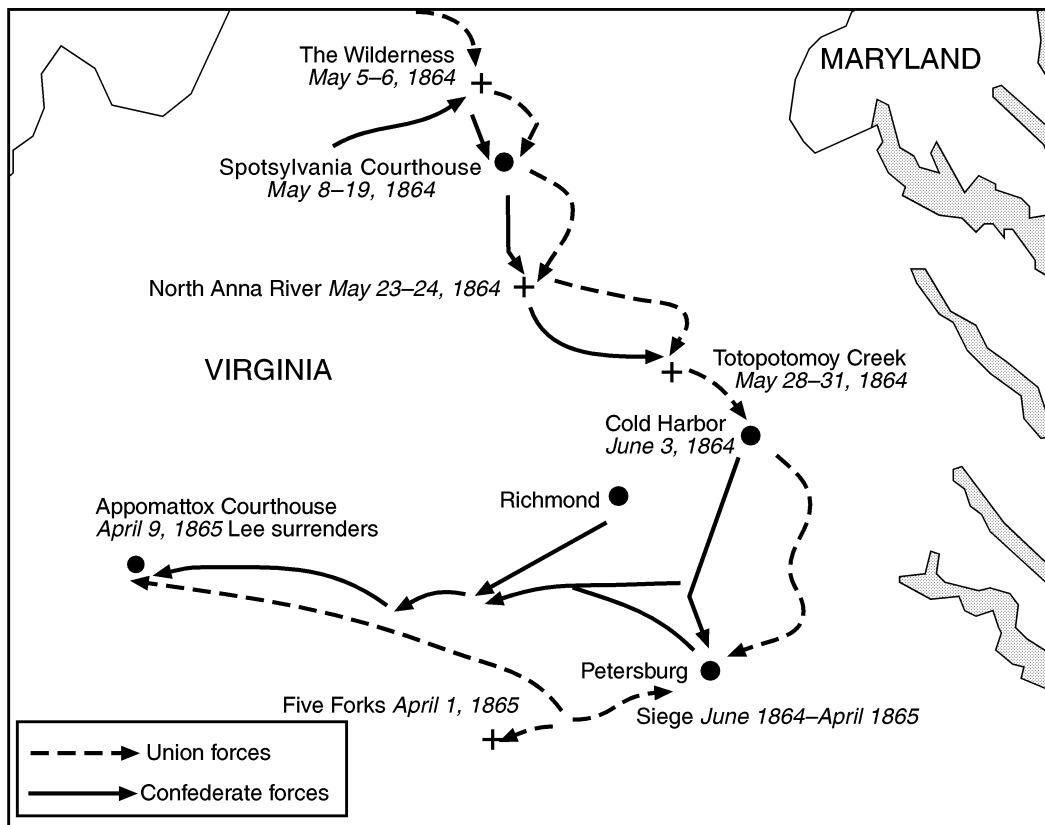 The Wilderness
May 5–6, 1864
MARYLAND
Spotsylvania Courthouse
May 8–19, 1864
North Anna River May 23–24, 1864
VIRGINIA
Totopotomoy Creek
May 28–31, 1864
Cold Harbor
June 3, 1864
Richmond
Appomattox Courthouse
April 9, 1865 Lee surrenders
Petersburg
Five Forks April 1, 1865
Siege June 1864–April 1865
Union forces
Confederate forces